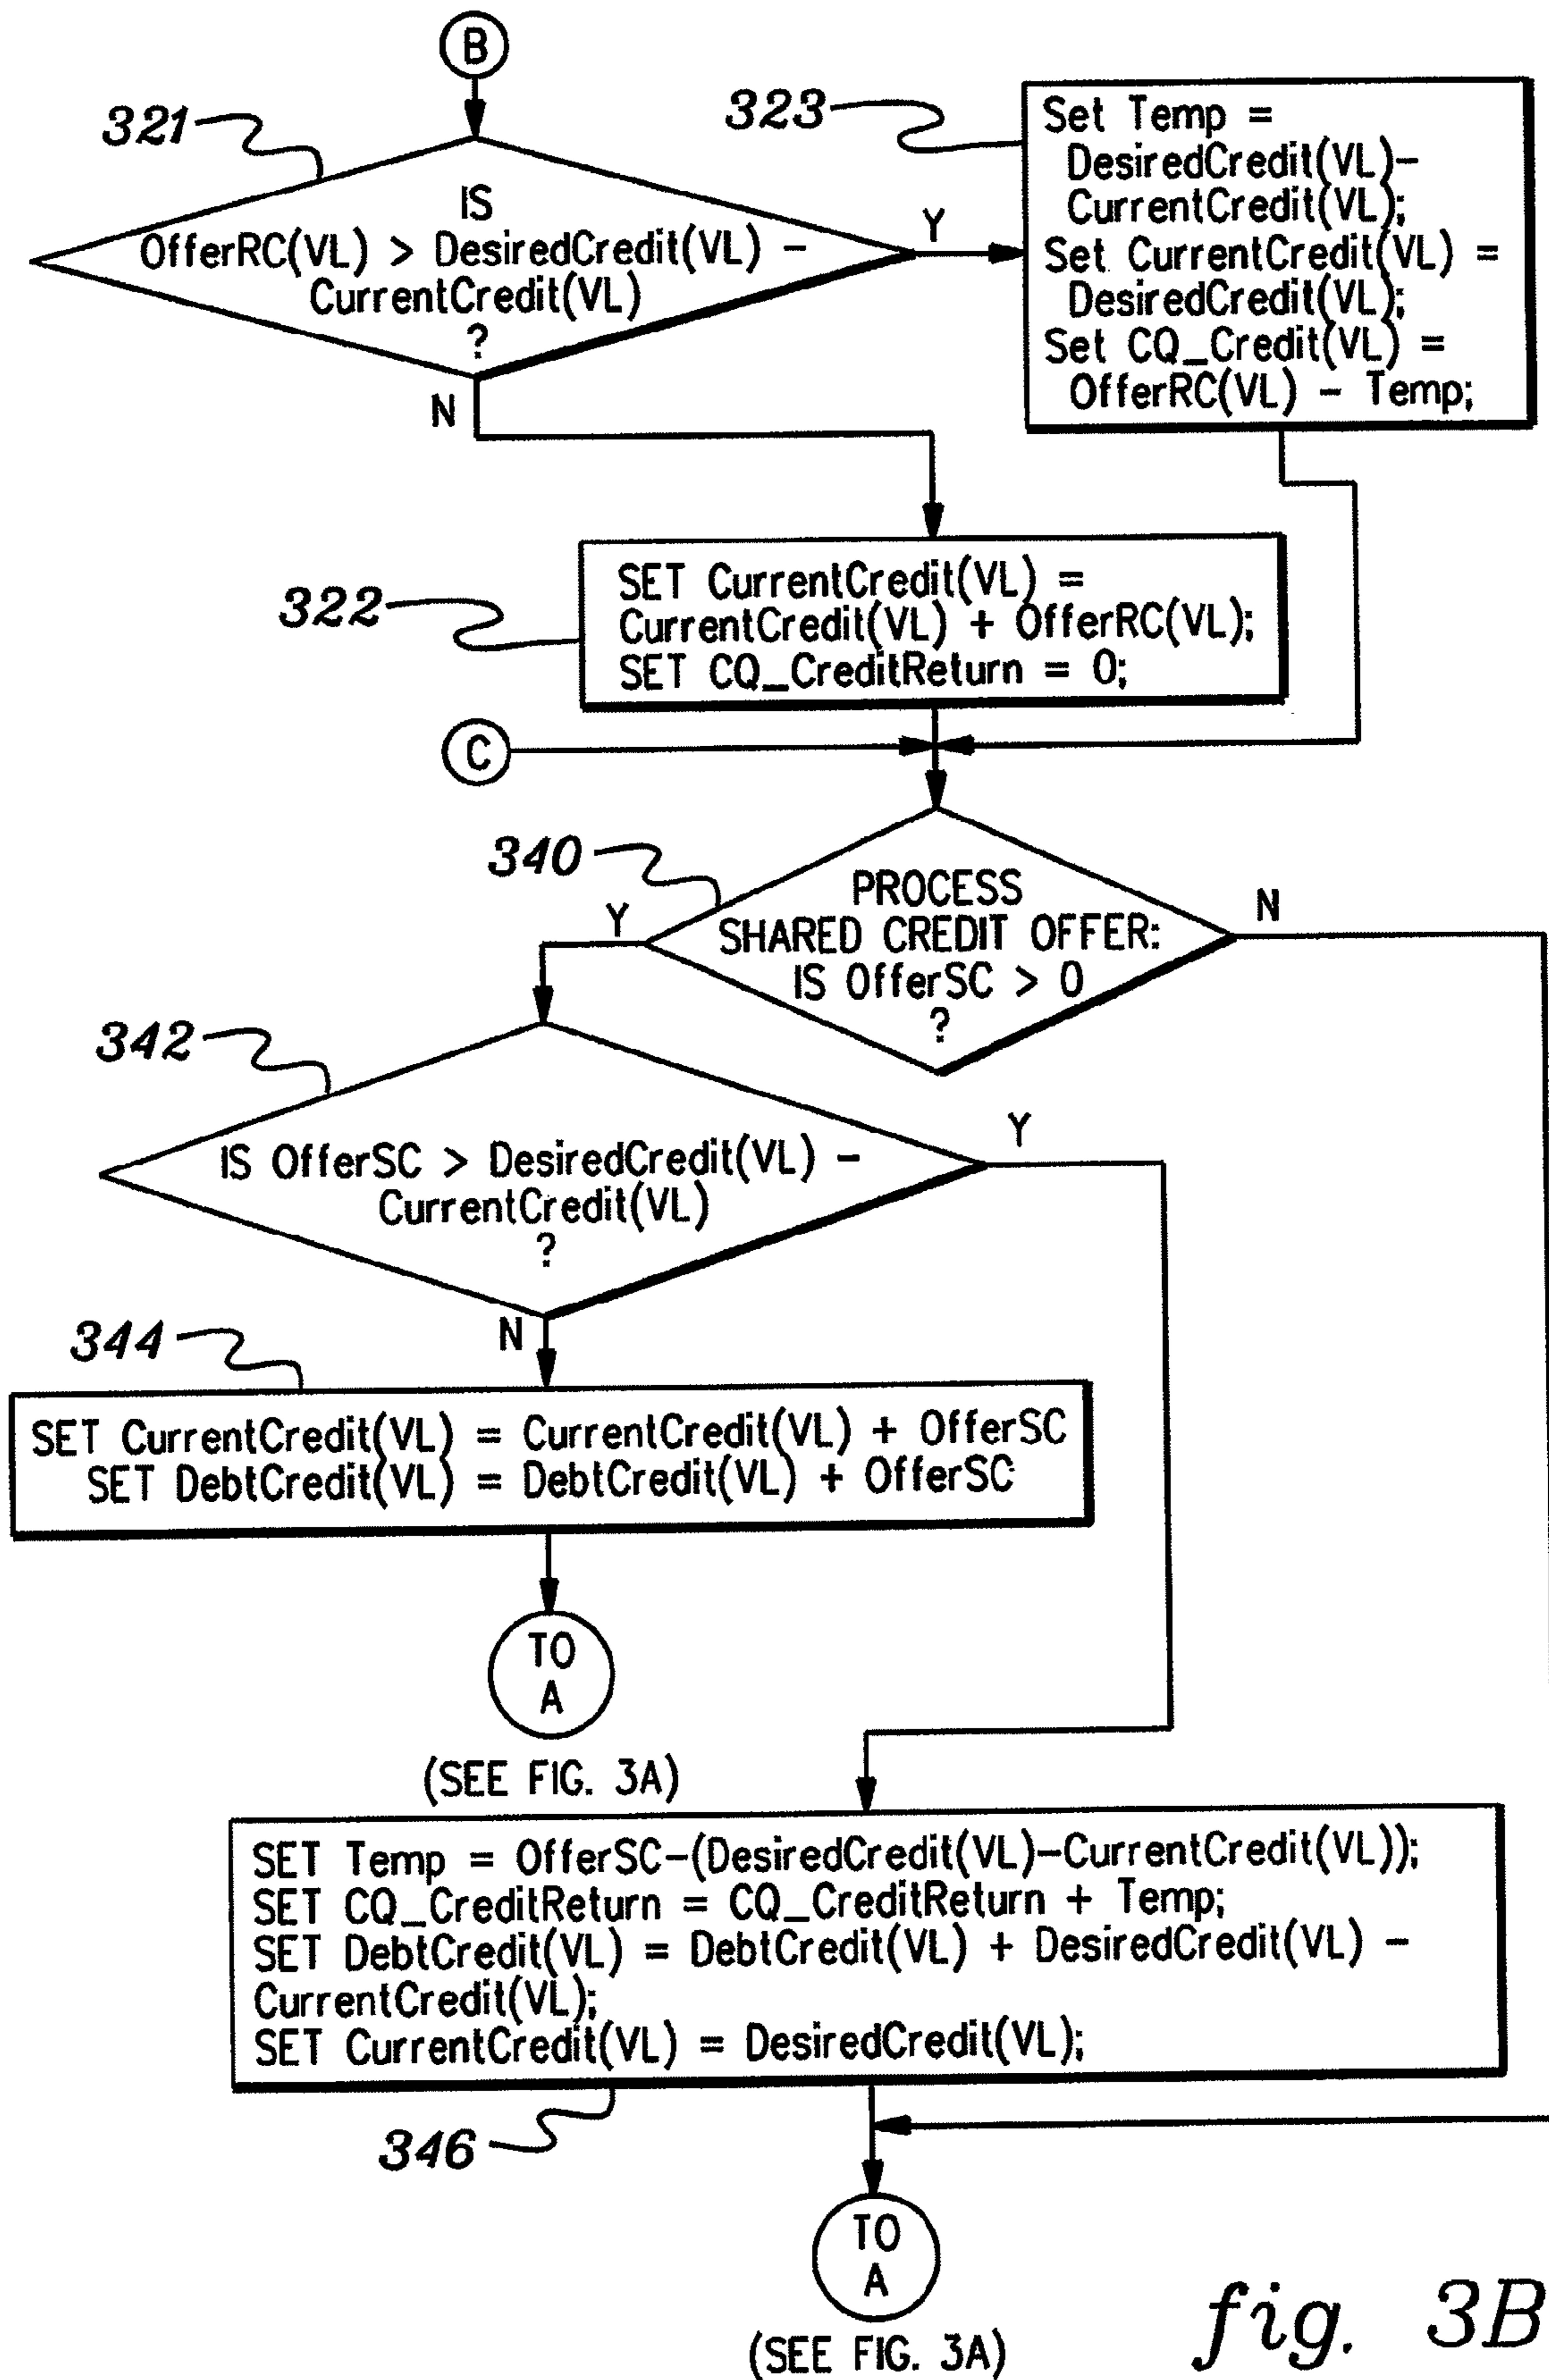 B
321
IS
OfferRC(VL) > DesiredCredit(VL) -
CurrentCredit(VL)
?
Y
N
323
Set Temp =
DesiredCredit(VL)-
CurrentCredit(VL);
Set CurrentCredit(VL) =
DesiredCredit(VL);
Set CQ_Credit(VL) =
OfferRC(VL) - Temp;
322
SET CurrentCredit(VL) =
CurrentCredit(VL) + OfferRC(VL);
SET CQ_CreditReturn = 0;
C
340
PROCESS
SHARED CREDIT OFFER:
IS OfferSC > 0
?
Y
N
342
IS OfferSC > DesiredCredit(VL) -
CurrentCredit(VL)
?
Y
N
344
SET CurrentCredit(VL) = CurrentCredit(VL) + OfferSC
SET DebtCredit(VL) = DebtCredit(VL) + OfferSC
TO
A
(SEE FIG. 3A)
SET Temp = OfferSC-(DesiredCredit(VL)-CurrentCredit(VL));
SET CQ_CreditReturn = CQ_CreditReturn + Temp;
SET DebtCredit(VL) = DebtCredit(VL) + DesiredCredit(VL) -
CurrentCredit(VL);
SET CurrentCredit(VL) = DesiredCredit(VL);
346
TO
A
(SEE FIG. 3A)
fig. 3B